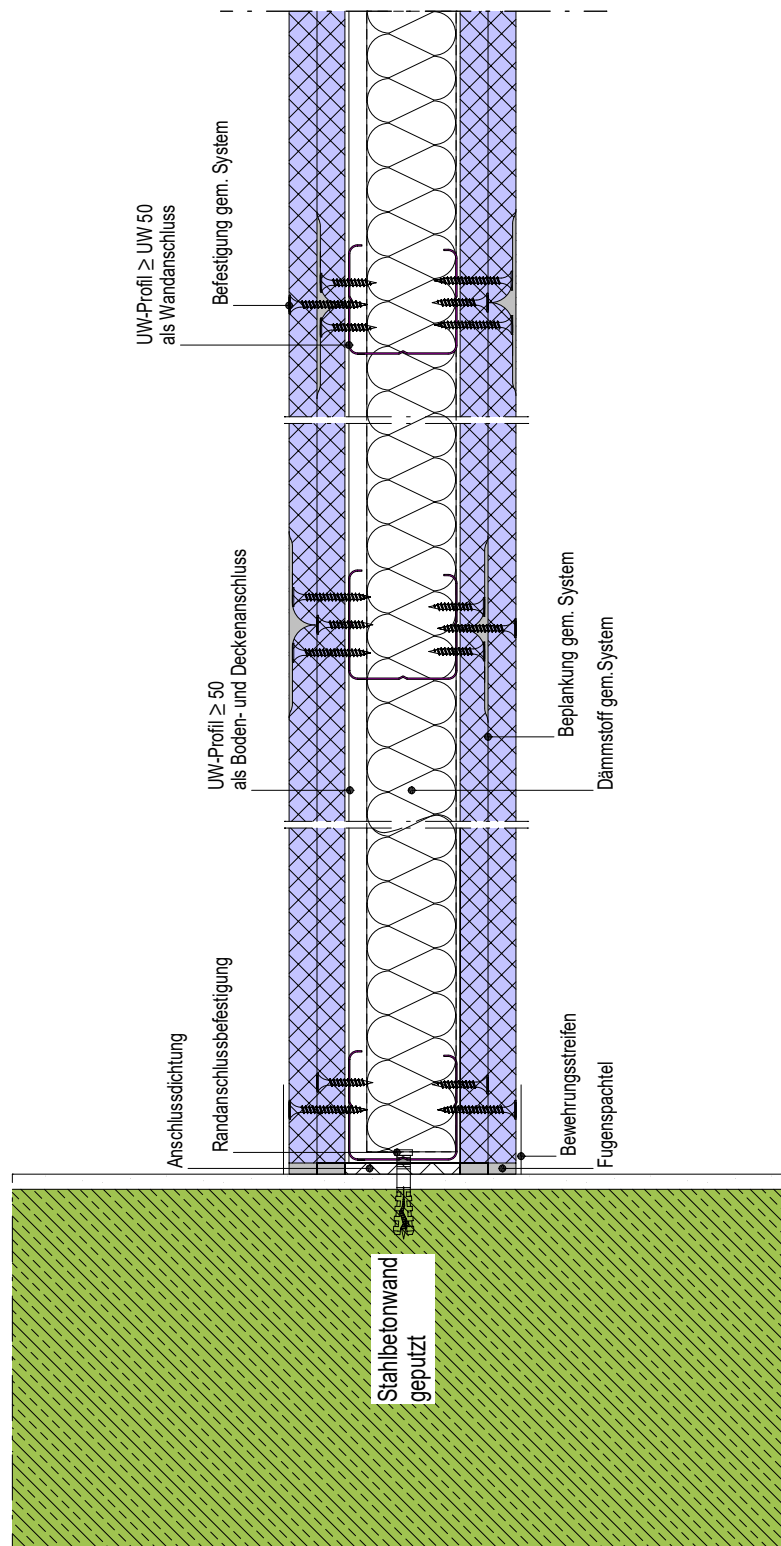 Anschlussdichtung
Randanschlussbefestigung
UW-Profil ≥ 50
als Boden- und Deckenanschluss
UW-Profil ≥ UW 50
als Wandanschluss
Befestigung gem. System
Stahlbetonwand
geputzt
Bewehrungsstreifen
Fugenspachtel
Beplankung gem. System
Dämmstoff gem.System